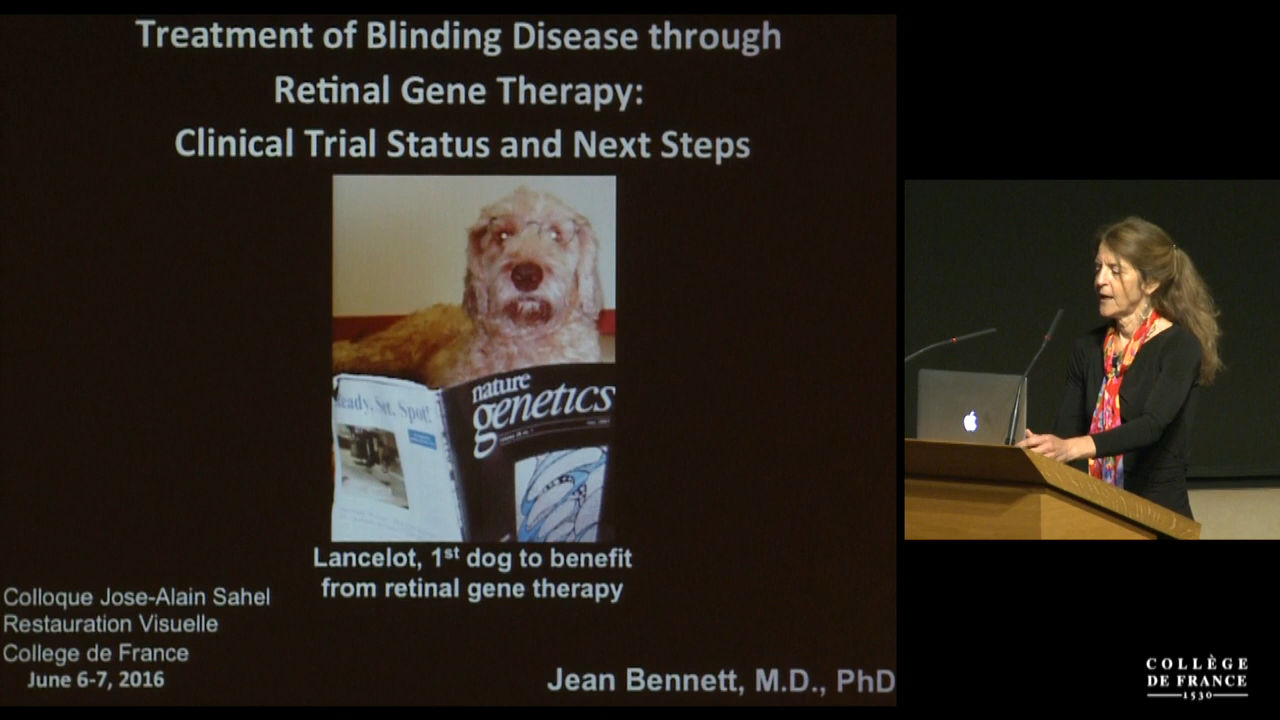 Treatment of Blinding Disease through
Retinal Gene Therapy:
Clinical Trial Status and Next Steps
Ready, Set, Spot!
nature
genetics
Lancelot, 1st dog to benefit
from retinal gene therapy
Colloque Jose-Alain Sahel
Restauration Visuelle
College de France
June 6-7, 2016
Jean Bennett, M.D., PhD
COLLÈGE
DE FRANCE
1530